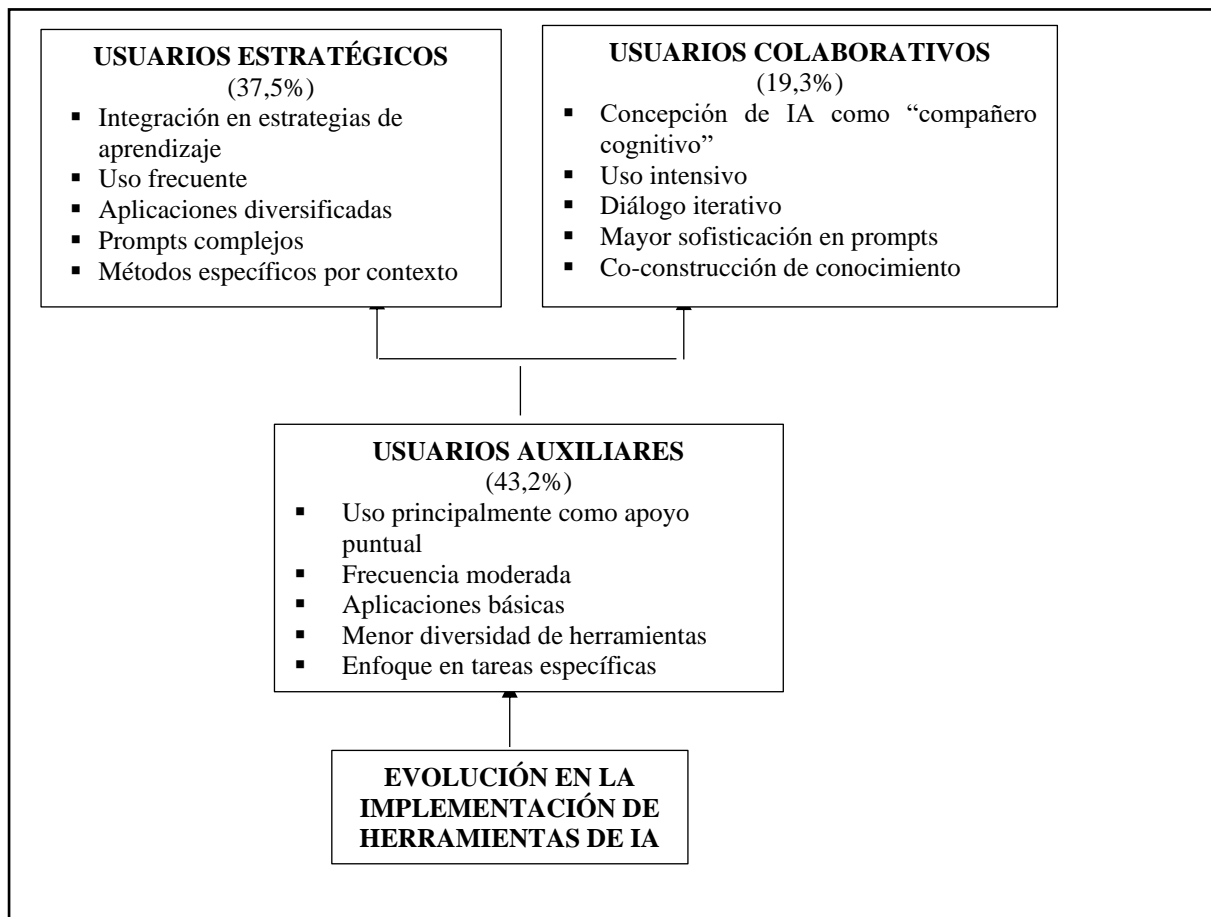 USUARIOS ESTRATÉGICOS
(37,5%)
▪ Integración en estrategias de
aprendizaje
▪ Uso frecuente
▪ Aplicaciones diversificadas
▪ Prompts complejos
▪ Métodos específicos por contexto
USUARIOS COLABORATIVOS
(19,3%)
▪ Concepción de IA como “compañero
cognitivo”
▪ Uso intensivo
▪ Diálogo iterativo
▪ Mayor sofisticación en prompts
▪ Co-construcción de conocimiento
USUARIOS AUXILIARES
(43,2%)
▪ Uso principalmente como apoyo
puntual
▪ Frecuencia moderada
▪ Aplicaciones básicas
▪ Menor diversidad de herramientas
▪ Enfoque en tareas específicas
EVOLUCIÓN EN LA
IMPLEMENTACIÓN DE
HERRAMIENTAS DE IA